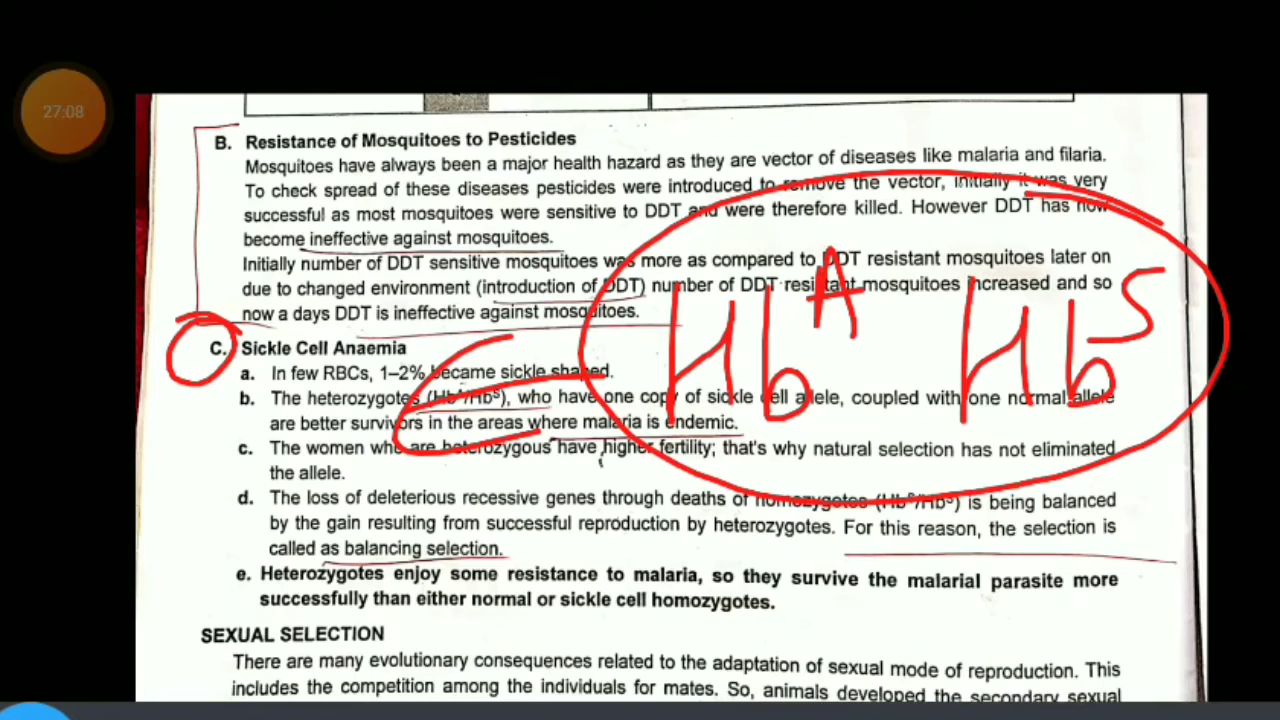 27:08
B. Resistance of Mosquitoes to Pesticides
Mosquitoes have always been a major health hazard as they are vector of diseases like malaria and filaria.
To check spread of these diseases pesticides were introduced to remove the vector, initially it was very
successful as most mosquitoes were sensitive to DDT and were therefore killed. However DDT has now
become ineffective against mosquitoes.
Initially number of DDT sensitive mosquitoes was more as compared to DDT resistant mosquitoes later on
due to changed environment (introduction of DDT) number of DDT resistant mosquitoes increased and so
now a days DDT is ineffective against mosquitoes.
Hb^A Hb^S
C. Sickle Cell Anaemia
a. In few RBCs, 1–2% became sickle shaped.
b. The heterozygotes (Hb^A/Hb^S), who have one copy of sickle cell allele, coupled with one normal allele
are better survivors in the areas where malaria is endemic.
c. The women who are heterozygous have higher fertility; that's why natural selection has not eliminated
the allele.
d. The loss of deleterious recessive genes through deaths of homozygotes (Hb^S/Hb^S) is being balanced
by the gain resulting from successful reproduction by heterozygotes. For this reason, the selection is
called as balancing selection.
e. Heterozygotes enjoy some resistance to malaria, so they survive the malarial parasite more
successfully than either normal or sickle cell homozygotes.
SEXUAL SELECTION
There are many evolutionary consequences related to the adaptation of sexual mode of reproduction. This
includes the competition among the individuals for mates. So, animals developed the secondary sexual